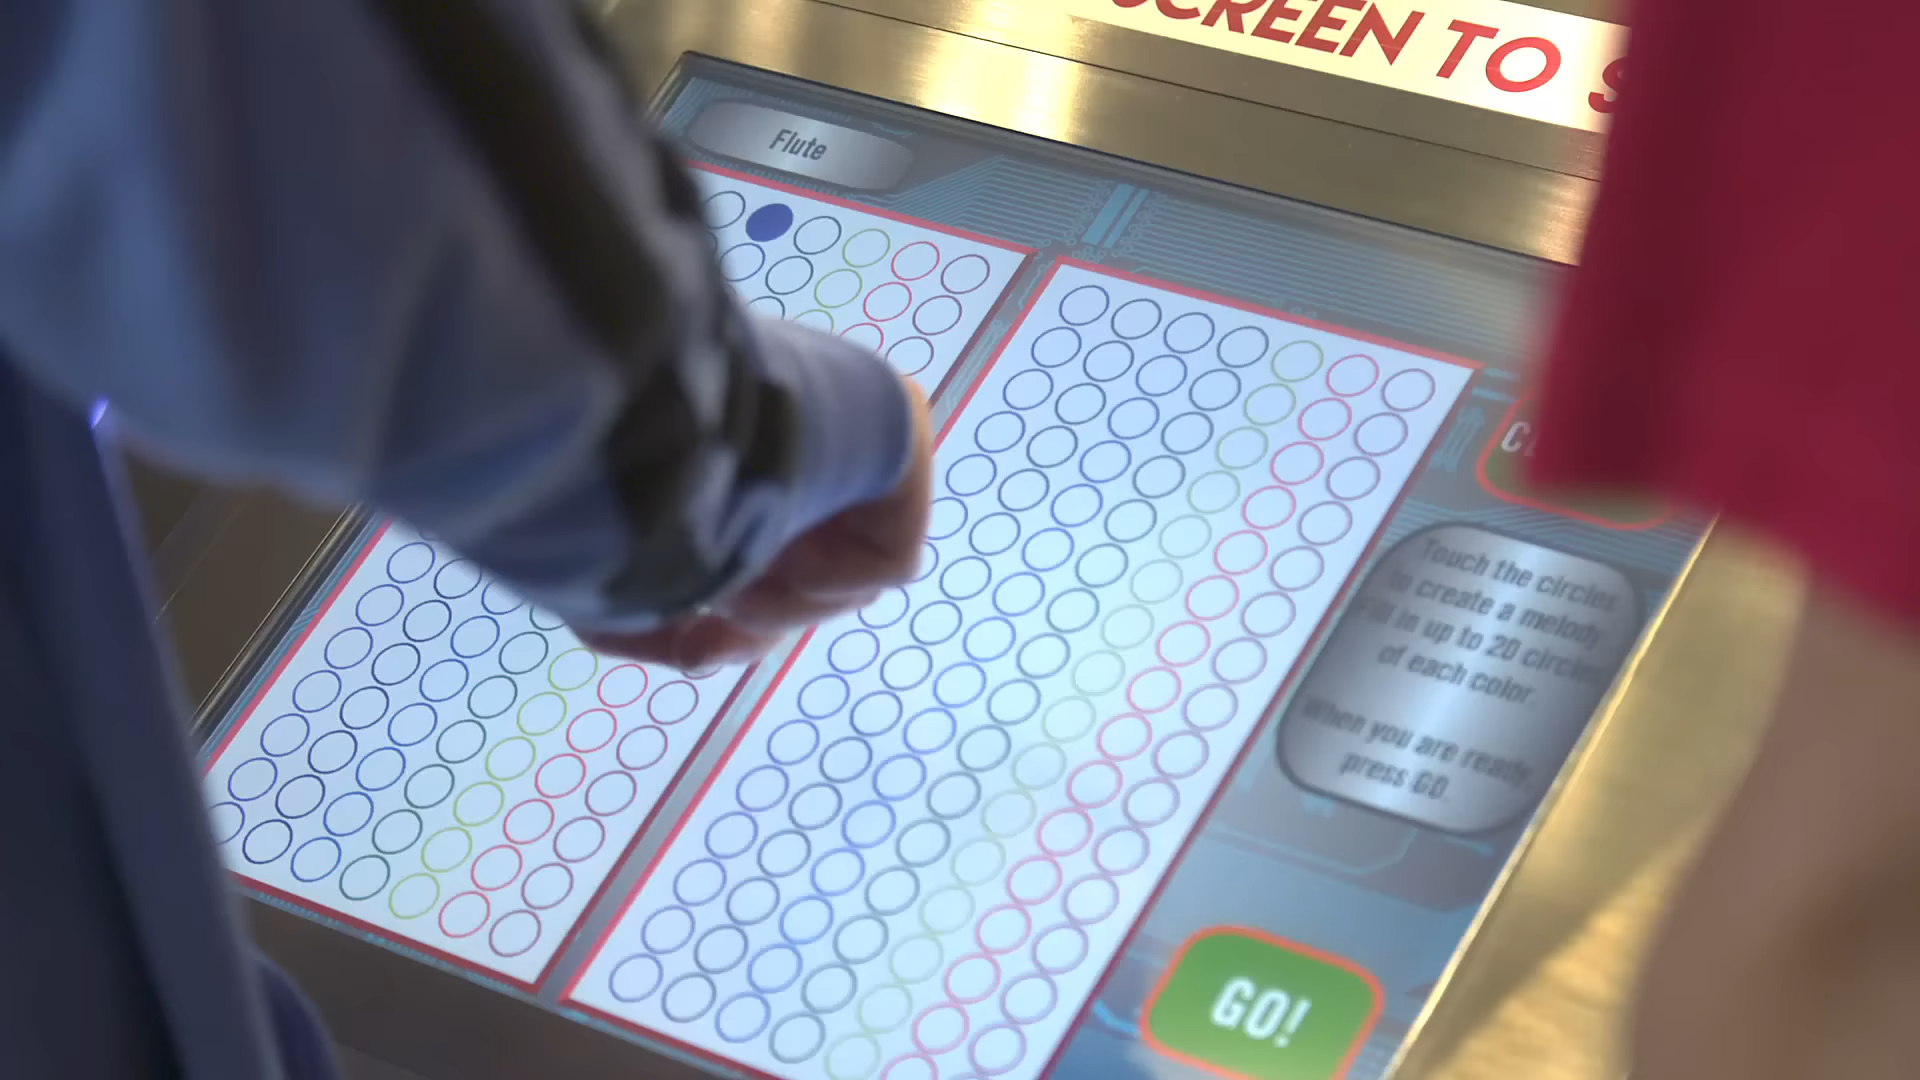 SCREEN TO
Flute
Touch the circles
to create a melody
Fill in up to 20 circles
of each color.
When you are ready,
press GO.
GO!